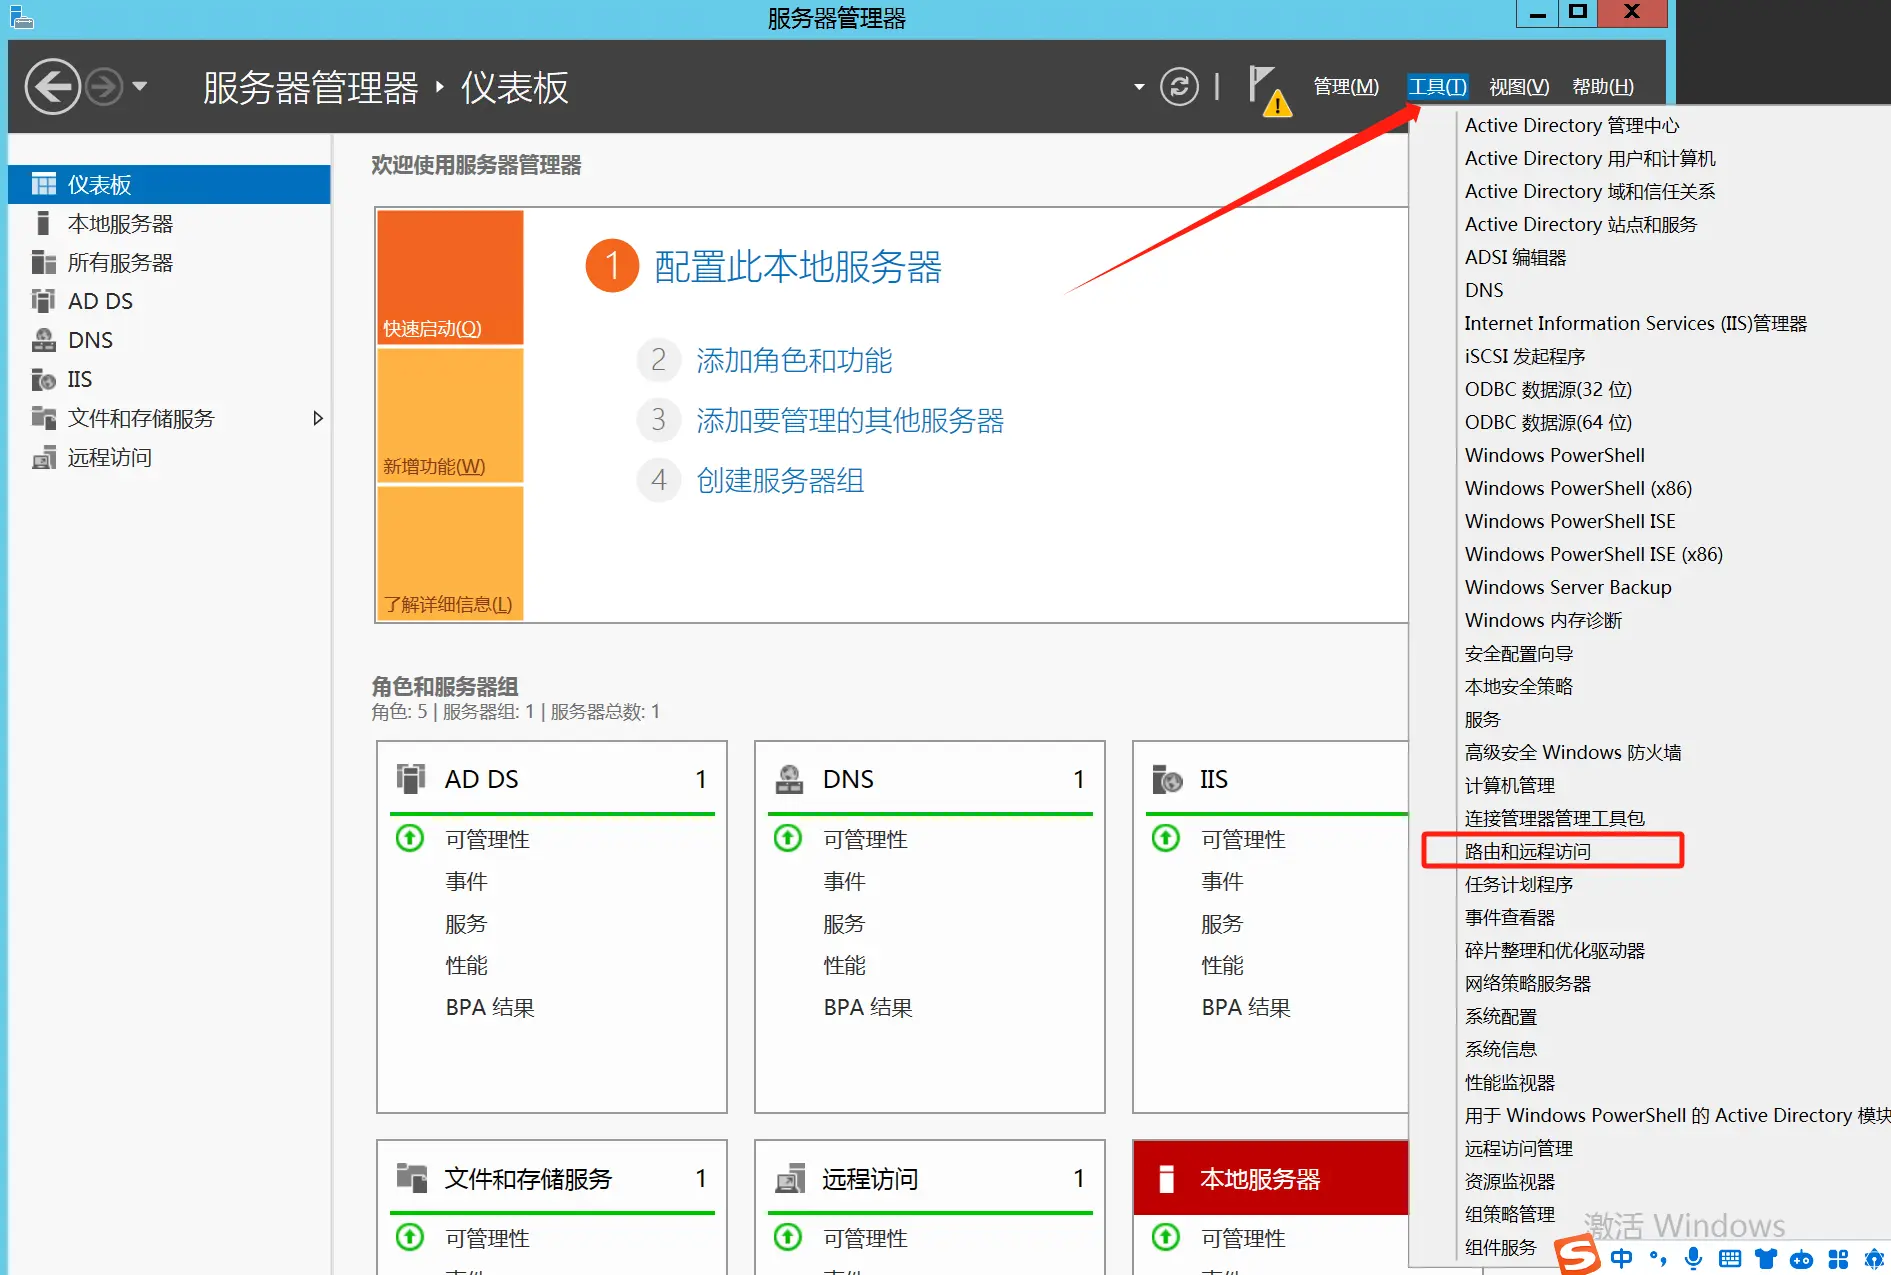 服务器管理器
服务器管理器 ‣ 仪表板
管理(M) 工具(T) 视图(V) 帮助(H)
仪表板
本地服务器
所有服务器
AD DS
DNS
IIS
文件和存储服务
远程访问
欢迎使用服务器管理器
快速启动(Q)
新增功能(W)
了解详细信息(L)
1 配置此本地服务器
2 添加角色和功能
3 添加要管理的其他服务器
4 创建服务器组
角色和服务器组
角色: 5 | 服务器组: 1 | 服务器总数: 1
AD DS 1
可管理性
事件
服务
性能
BPA 结果
DNS 1
可管理性
事件
服务
性能
BPA 结果
IIS
可管理性
事件
服务
性能
BPA 结果
文件和存储服务 1
可管理性
远程访问 1
可管理性
本地服务器
可管理性
Active Directory 管理中心
Active Directory 用户和计算机
Active Directory 域和信任关系
Active Directory 站点和服务
ADSI 编辑器
DNS
Internet Information Services (IIS)管理器
iSCSI 发起程序
ODBC 数据源(32 位)
ODBC 数据源(64 位)
Windows PowerShell
Windows PowerShell (x86)
Windows PowerShell ISE
Windows PowerShell ISE (x86)
Windows Server Backup
Windows 内存诊断
安全配置向导
本地安全策略
服务
高级安全 Windows 防火墙
计算机管理
连接管理器管理工具包
路由和远程访问
任务计划程序
事件查看器
碎片整理和优化驱动器
网络策略服务器
系统配置
系统信息
性能监视器
用于 Windows PowerShell 的 Active Directory 模块
远程访问管理
资源监视器
组策略管理
组件服务
激活 Windows
中